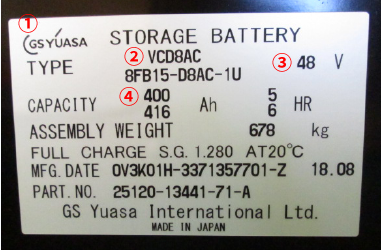 ①
GS YUASA STORAGE BATTERY
TYPE ② VCD8AC ③ 48 V
8FB15-D8AC-1U
④ 400 5
CAPACITY Ah HR
416 6
ASSEMBLY WEIGHT 678 kg
FULL CHARGE S.G. 1.280 AT20°C
MFG. DATE 0V3K01H-3371357701-Z 18.08
PART. NO. 25120-13441-71-A
GS Yuasa International Ltd.
MADE IN JAPAN